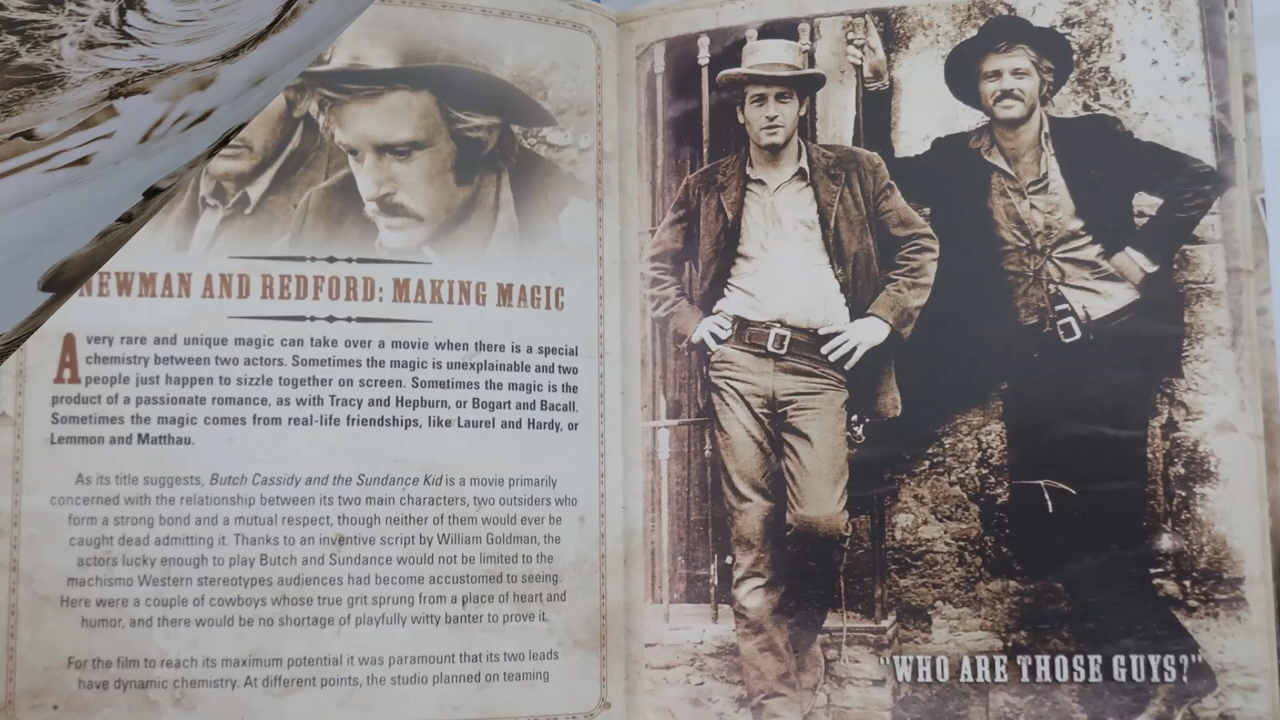 NEWMAN AND REDFORD: MAKING MAGIC
A very rare and unique magic can take over a movie when there is a special
chemistry between two actors. Sometimes the magic is unexplainable and two
people just happen to sizzle together on screen. Sometimes the magic is the
product of a passionate romance, as with Tracy and Hepburn, or Bogart and Bacall.
Sometimes the magic comes from real-life friendships, like Laurel and Hardy, or
Lemmon and Matthau.
As its title suggests, Butch Cassidy and the Sundance Kid is a movie primarily
concerned with the relationship between its two main characters, two outsiders who
form a strong bond and a mutual respect, though neither of them would ever be
caught dead admitting it. Thanks to an inventive script by William Goldman, the
actors lucky enough to play Butch and Sundance would not be limited to the
machismo Western stereotypes audiences had become accustomed to seeing.
Here were a couple of cowboys whose true grit sprung from a place of heart and
humor, and there would be no shortage of playfully witty banter to prove it.
For the film to reach its maximum potential it was paramount that its two leads
have dynamic chemistry. At different points, the studio planned on teaming
"WHO ARE THOSE GUYS?"